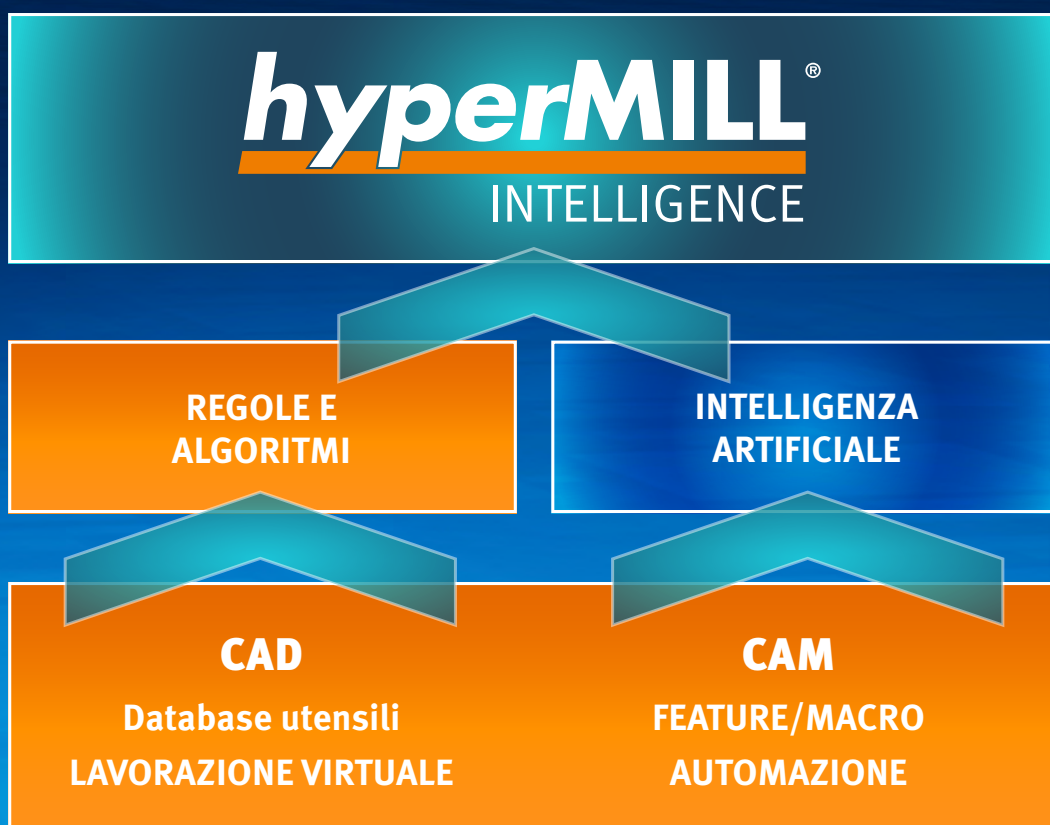 hyperMILL®
INTELLIGENCE
REGOLE E
ALGORITMI
INTELLIGENZA
ARTIFICIALE
CAD
Database utensili
LAVORAZIONE VIRTUALE
CAM
FEATURE/MACRO
AUTOMAZIONE